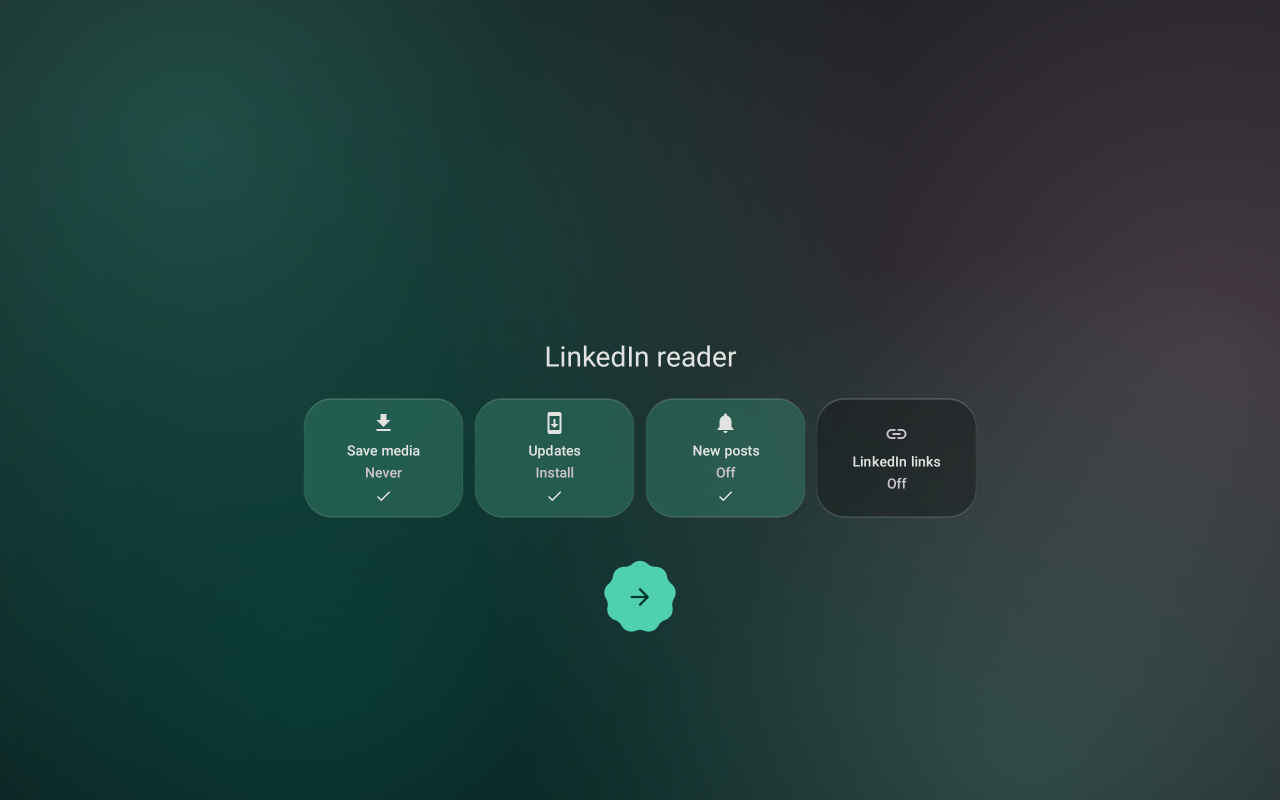 LinkedIn reader
Save media
Never
Updates
Install
New posts
Off
LinkedIn links
Off